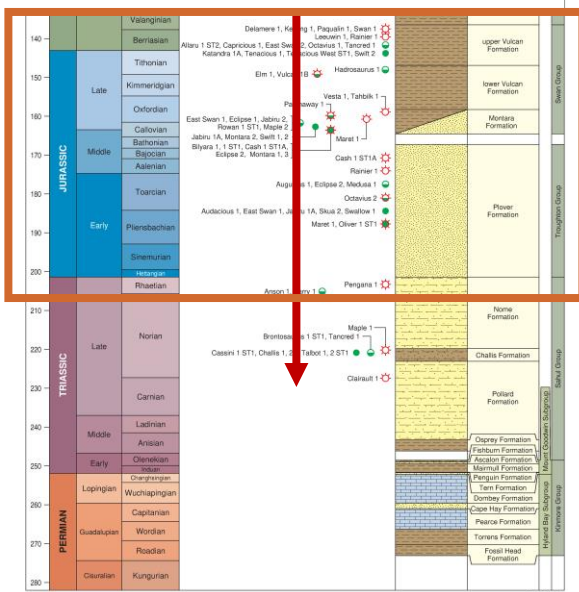 Valanginian
Berriasian
Tithonian
Kimmeridgian
Oxfordian
Callovian
Bathonian
Bajocian
Aalenian
Toarcian
Pliensbachian
Sinemurian
Hettangian
Rhaetian
Norian
Carnian
Ladinian
Anisian
Olenekian
Induan
Changhsingian
Wuchiapingian
Capitanian
Wordian
Roadian
Kungurian
Late
Middle
Early
Late
Middle
Early
Lopingian
Guadalupian
Cisuralian
JURASSIC
TRIASSIC
PERMIAN
140
150
160
170
180
190
200
210
220
230
240
250
260
270
280
Delamere 1, Paqualin 1, Swan 1
Leeuwin 1, Rainier 1
Allaru 1 ST2, Capricious 1, East Swan 2, Octavius 1, Tancred 1
Katandra 1A, Tenacious 1, Tenacious West ST1, Swift 2
Hadrosaurus 1
Elm 1, Vulcan 1B
Vesta 1, Tahbilk 1
East Swan 1, Eclipse 1, Jabiru 2,
Rowan 1 ST1, Maple 2
Jabiru 1A, Montara 2, Swift 1, 2
Maret 1
Bilyara 1, 1 ST1, Cash 1 ST1A,
Eclipse 2, Montara 1, 3
Cash 1 ST1A
Rainier 1
Augustus 1, Eclipse 2, Medusa 1
Octavius 2
Audacious 1, East Swan 1, Jabiru 1A, Skua 2, Swallow 1
Maret 1, Oliver 1 ST1
Pengana 1
Anson 1, 1
Maple 1
Brontosaurus 1 ST1, Tancred 1
Cassini 1 ST1, Challis 1, 2 Talbot 1, 2 ST1
Clairault 1
upper Vulcan
Formation
lower Vulcan
Formation
Montara
Formation
Plover
Formation
Nome
Formation
Challis Formation
Pollard
Formation
Osprey Formation
Fishburn Formation
Ascalon Formation
Mairmull Formation
Penguin Formation
Tern Formation
Dombey Formation
Cape Hay Formation
Pearce Formation
Torrens Formation
Fossil Head
Formation
Mount Goodwin Subgroup
Hyland Bay Subgroup
Swan Group
Troughton Group
Sahul Group
Kinmore Group